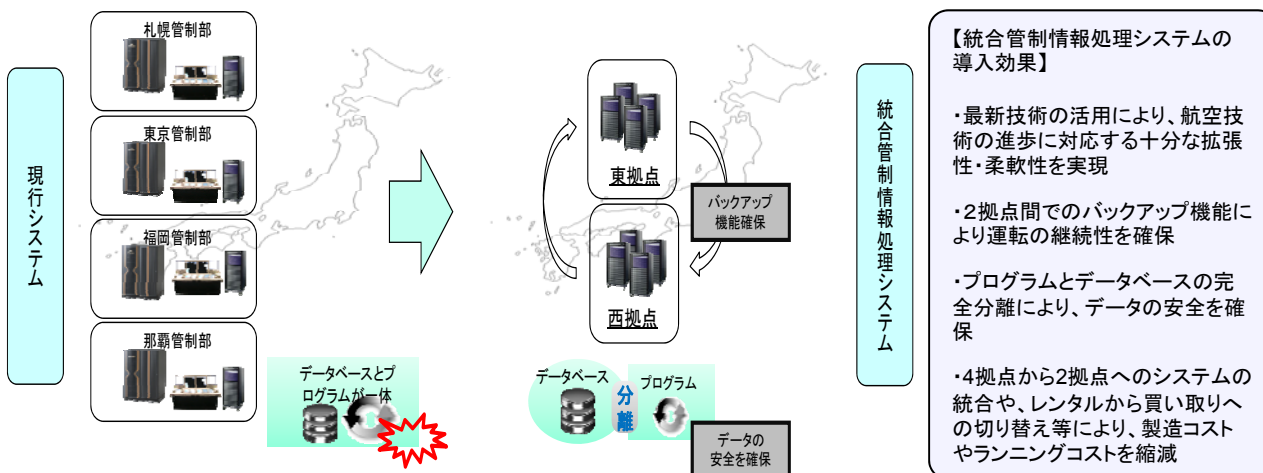 現行システム
札幌管制部
東京管制部
福岡管制部
那覇管制部
データベースとプ
ログラムが一体
東拠点
西拠点
バックアップ
機能確保
データベース
分離
プログラム
データの
安全を確保
統合管制情報処理システム
【統合管制情報処理システムの
導入効果】
・最新技術の活用により、航空技
術の進歩に対応する十分な拡張
性・柔軟性を実現
・２拠点間でのバックアップ機能に
より運転の継続性を確保
・プログラムとデータベースの完
全分離により、データの安全を確
保
・4拠点から2拠点へのシステムの
統合や、レンタルから買い取りへ
の切り替え等により、製造コスト
やランニングコストを縮減